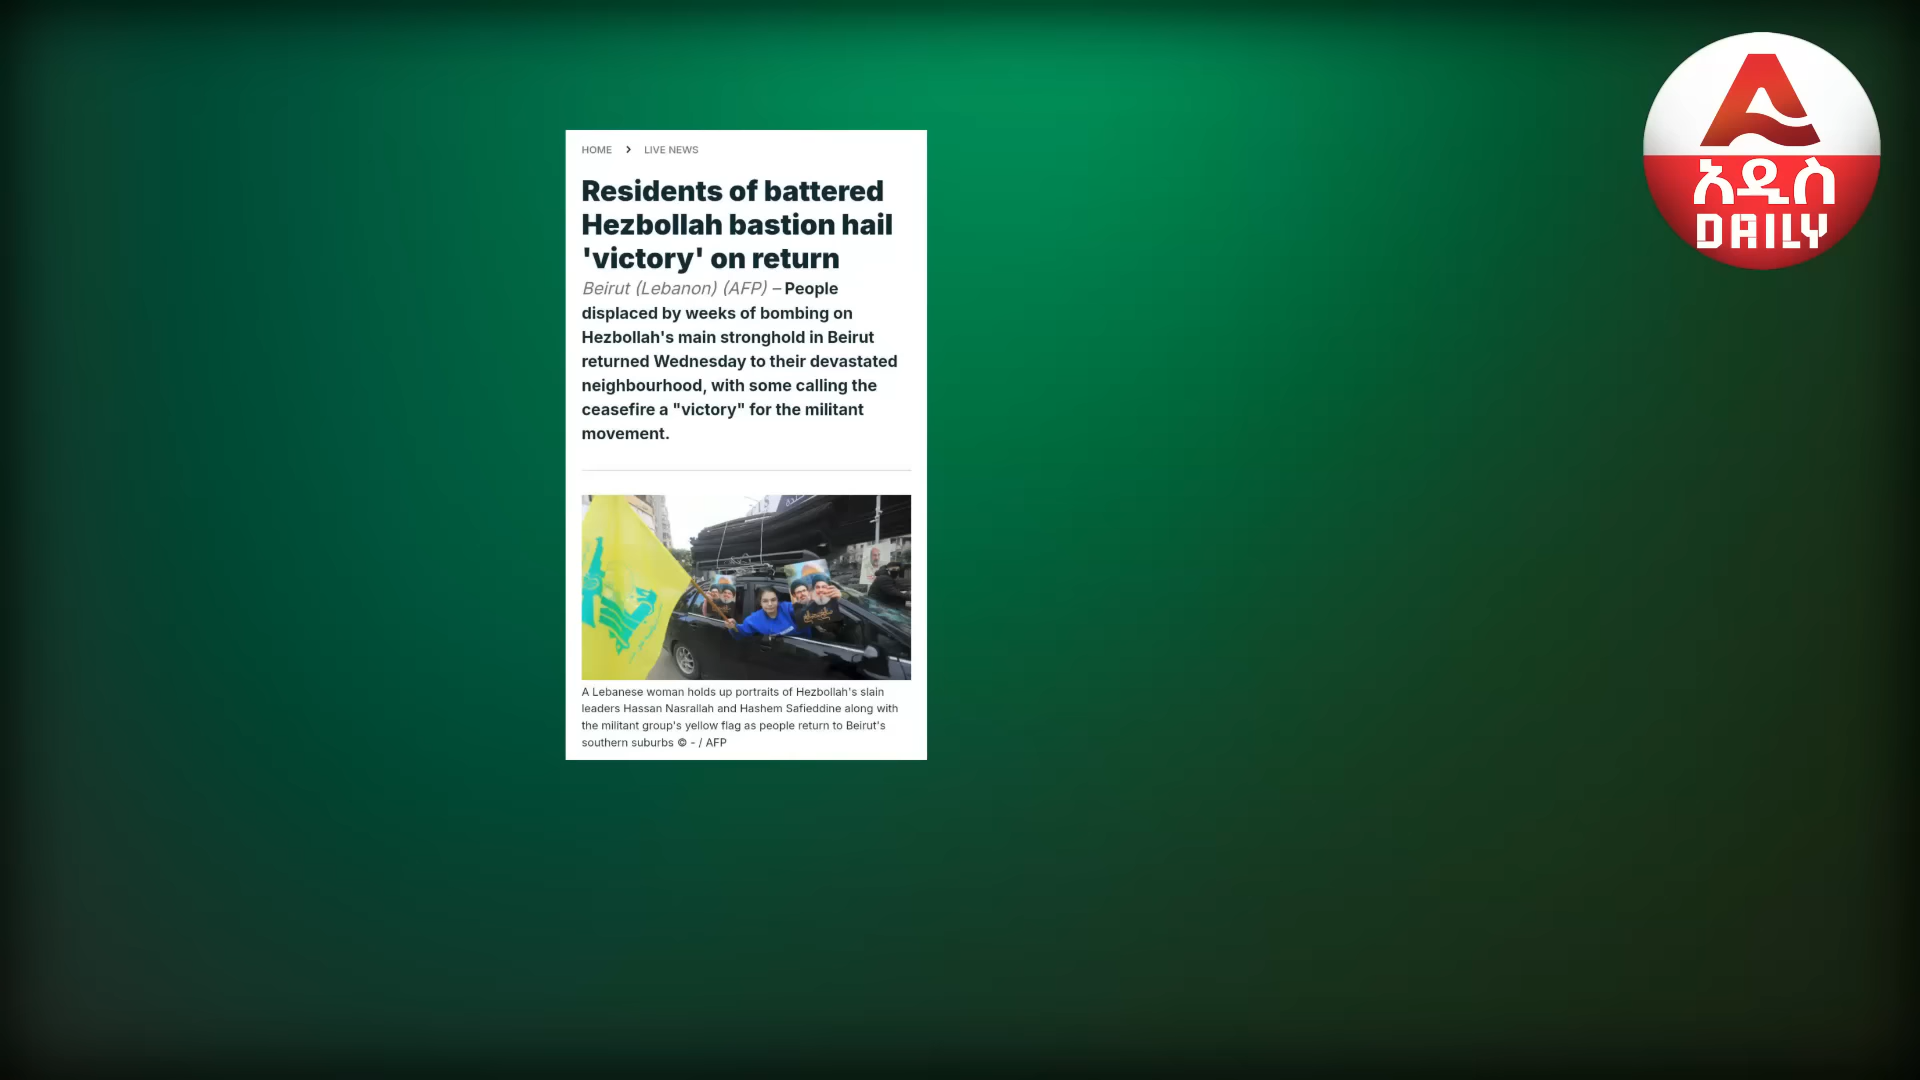 HOME > LIVE NEWS
Residents of battered
Hezbollah bastion hail
'victory' on return
Beirut (Lebanon) (AFP) – People
displaced by weeks of bombing on
Hezbollah's main stronghold in Beirut
returned Wednesday to their devastated
neighbourhood, with some calling the
ceasefire a "victory" for the militant
movement.
A Lebanese woman holds up portraits of Hezbollah's slain
leaders Hassan Nasrallah and Hashem Safieddine along with
the militant group's yellow flag as people return to Beirut's
southern suburbs © - / AFP
አዲስ
DAILY